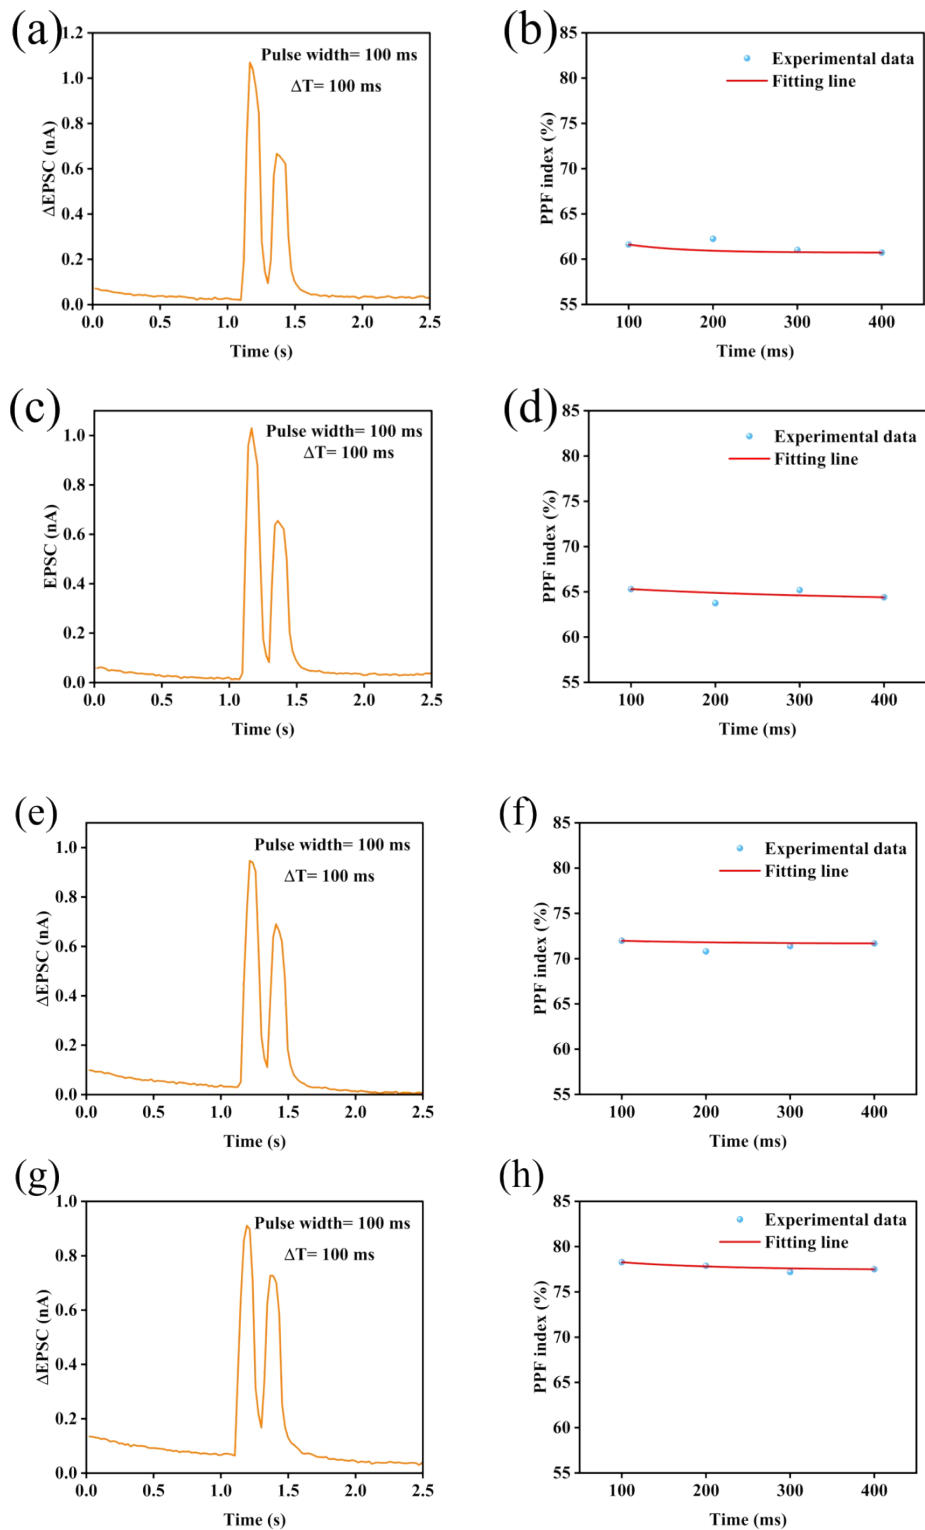 (a)
1.2
1.0
0.8
0.6
0.4
0.2
0.0
ΔEPSC (nA)
Pulse width= 100 ms
ΔT= 100 ms
0.0 0.5 1.0 1.5 2.0 2.5
Time (s)
(b)
85
80
75
70
65
60
55
PPF index (%)
Experimental data
Fitting line
100 200 300 400
Time (ms)
(c)
1.0
0.8
0.6
0.4
0.2
0.0
EPSC (nA)
Pulse width= 100 ms
ΔT= 100 ms
0.0 0.5 1.0 1.5 2.0 2.5
Time (s)
(d)
85
80
75
70
65
60
55
PPF index (%)
Experimental data
Fitting line
100 200 300 400
Time (ms)
(e)
1.0
0.8
0.6
0.4
0.2
0.0
ΔEPSC (nA)
Pulse width= 100 ms
ΔT= 100 ms
0.0 0.5 1.0 1.5 2.0 2.5
Time (s)
(f)
85
80
75
70
65
60
55
PPF index (%)
Experimental data
Fitting line
100 200 300 400
Time (ms)
(g)
1.0
0.8
0.6
0.4
0.2
0.0
ΔEPSC (nA)
Pulse width= 100 ms
ΔT= 100 ms
0.0 0.5 1.0 1.5 2.0 2.5
Time (s)
(h)
85
80
75
70
65
60
55
PPF index (%)
Experimental data
Fitting line
100 200 300 400
Time (ms)